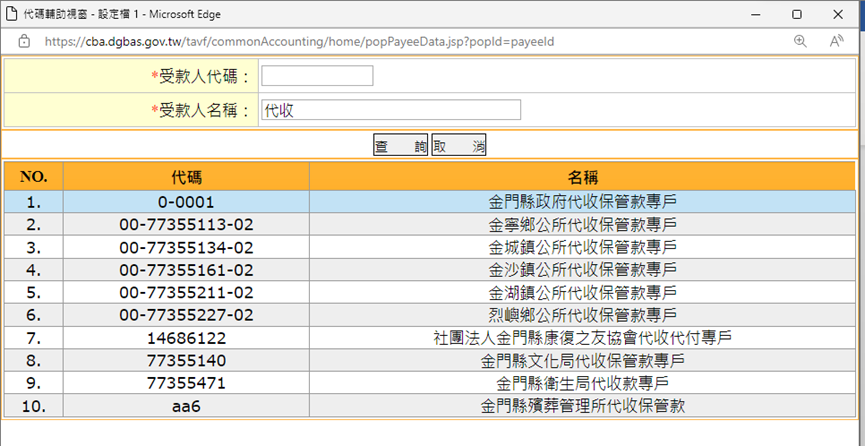 代碼輔助視窗 - 設定檔 1 - Microsoft Edge
https://cba.dgbas.gov.tw/tavf/commonAccounting/home/popPayeeData.jsp?popId=payeeId
*受款人代碼：
*受款人名稱： 代收
查 詢 取 消
NO. 代碼 名稱
1. 0-0001 金門縣政府代收保管款專戶
2. 00-77355113-02 金寧鄉公所代收保管款專戶
3. 00-77355134-02 金城鎮公所代收保管款專戶
4. 00-77355161-02 金沙鎮公所代收保管款專戶
5. 00-77355211-02 金湖鎮公所代收保管款專戶
6. 00-77355227-02 烈嶼鄉公所代收保管款專戶
7. 14686122 社團法人金門縣康復之友協會代收代付專戶
8. 77355140 金門縣文化局代收保管款專戶
9. 77355471 金門縣衛生局代收款專戶
10. aa6 金門縣殯葬管理所代收保管款